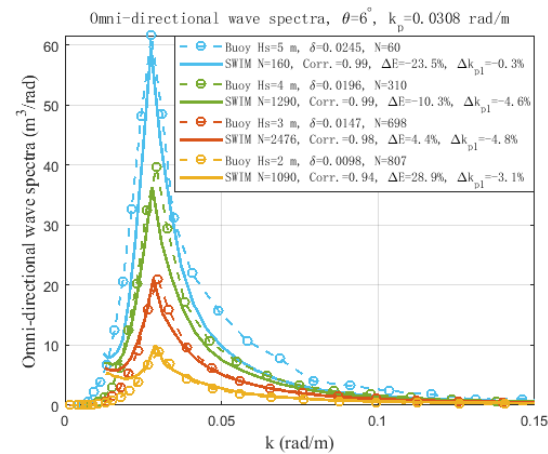 Omni-directional wave spectra, θ=6°, k_p=0.0308 rad/m
Omni-directional wave spectra (m³/rad)
60
50
40
30
20
10
0
Buoy Hs=5 m, δ=0.0245, N=60
SWIM N=160, Corr.=0.99, ΔE=-23.5%, Δk_p1=-0.3%
Buoy Hs=4 m, δ=0.0196, N=310
SWIM N=1290, Corr.=0.99, ΔE=-10.3%, Δk_p1=-4.6%
Buoy Hs=3 m, δ=0.0147, N=698
SWIM N=2476, Corr.=0.98, ΔE=4.4%, Δk_p1=-4.8%
Buoy Hs=2 m, δ=0.0098, N=807
SWIM N=1090, Corr.=0.94, ΔE=28.9%, Δk_p1=-3.1%
0 0.05 0.1 0.15
k (rad/m)